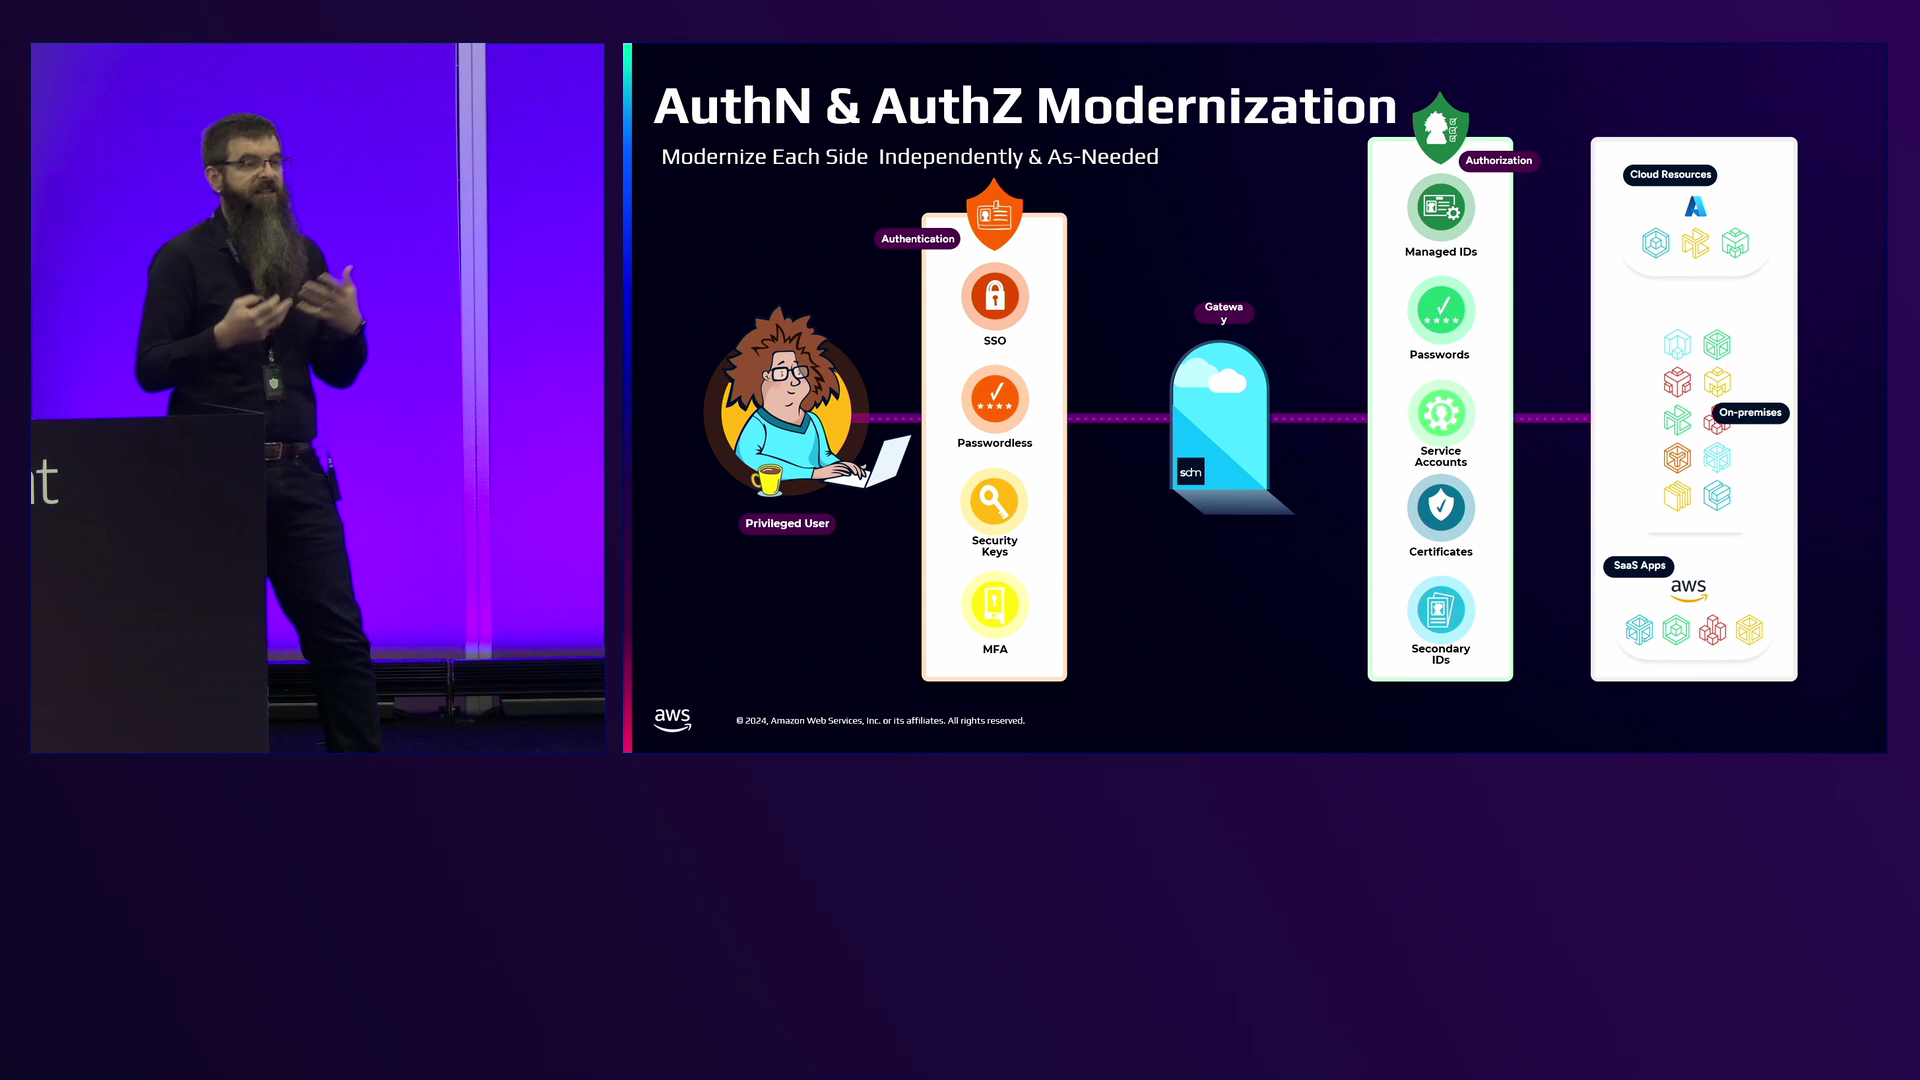 AuthN & AuthZ Modernization
Modernize Each Side Independently & As-Needed
Authentication
SSO
Passwordless
Security
Keys
MFA
Privileged User
Gatewa
y
sdm
Authorization
Managed IDs
Passwords
Service
Accounts
Certificates
Secondary
IDs
Cloud Resources
On-premises
SaaS Apps
aws
aws
© 2024, Amazon Web Services, Inc. or its affiliates. All rights reserved.
nt